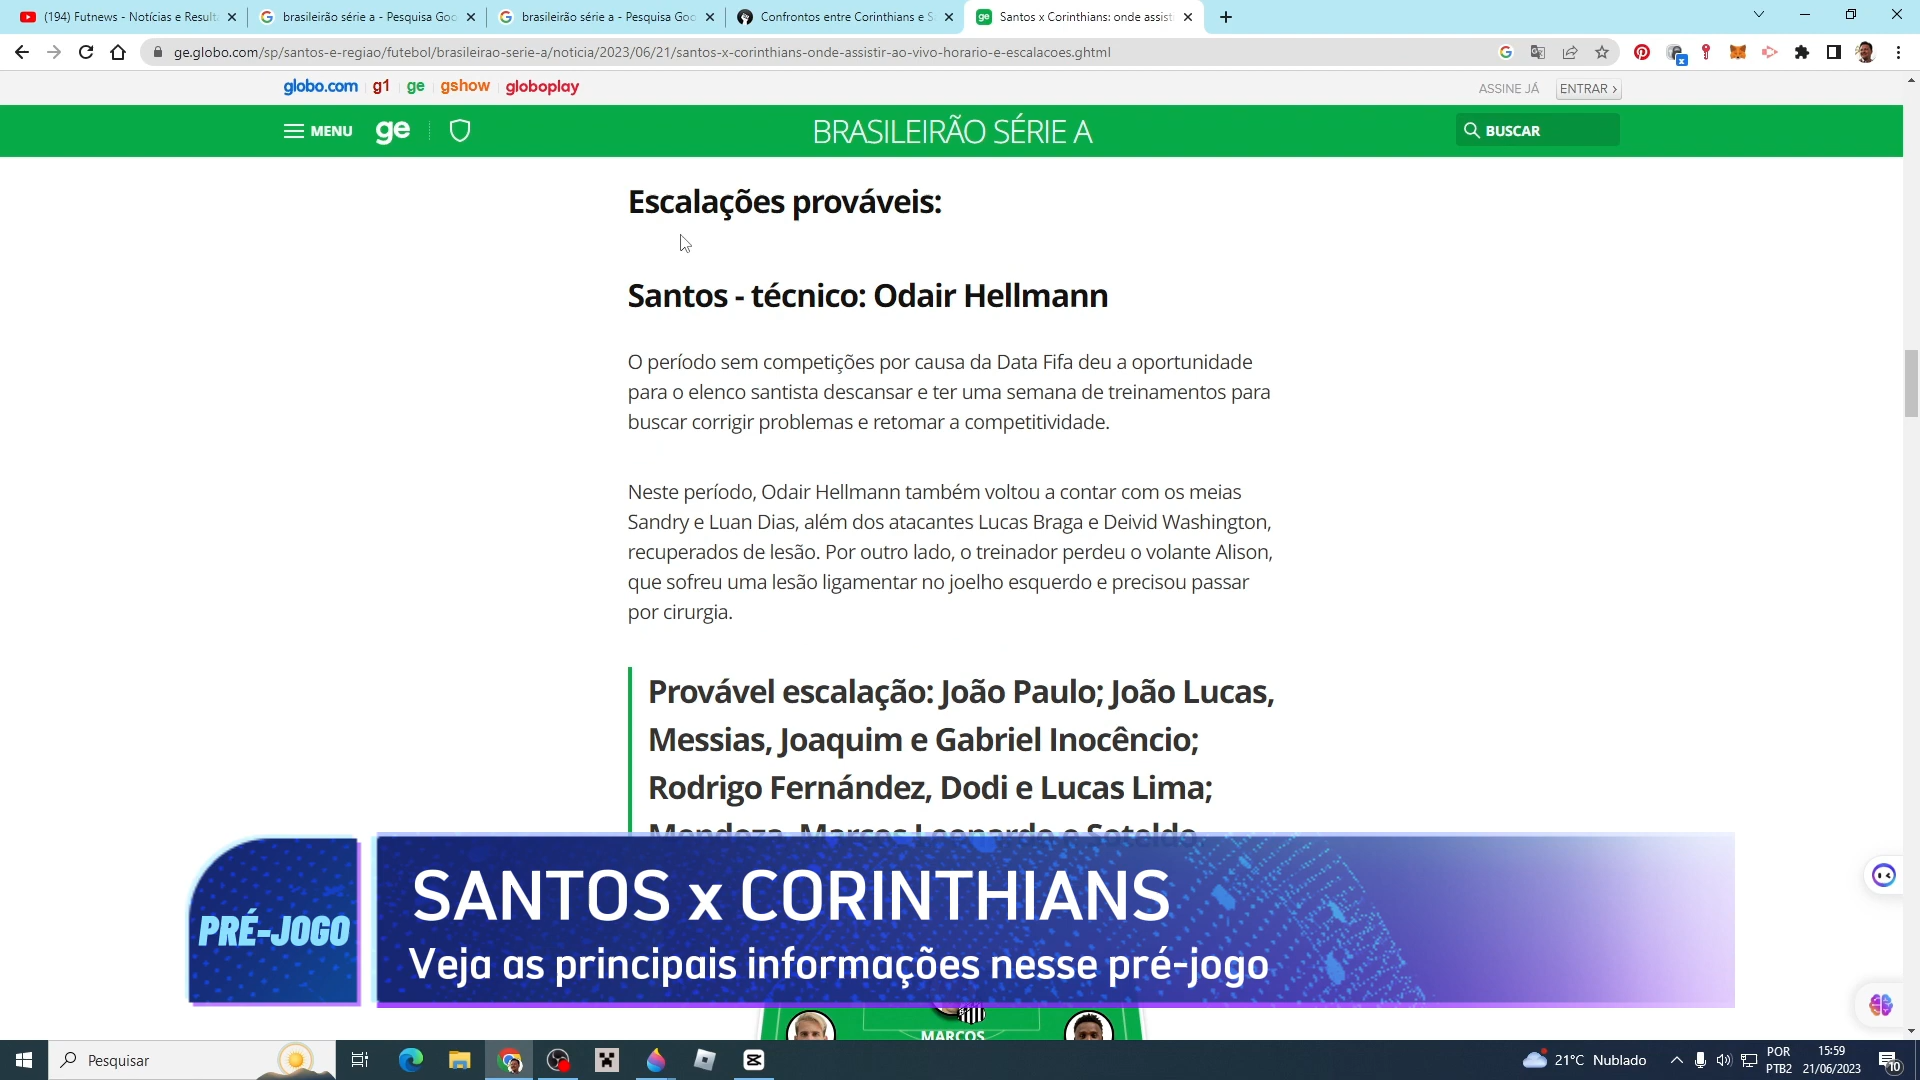 (194) Futnews - Notícias e Result
brasileirão série a - Pesquisa Goo
brasileirão série a - Pesquisa Goo
Confrontos entre Corinthians e S
Santos x Corinthians: onde assist
ge.globo.com/sp/santos-e-regiao/futebol/brasileirao-serie-a/noticia/2023/06/21/santos-x-corinthians-onde-assistir-ao-vivo-horario-e-escalacoes.ghtml
globo.com g1 ge gshow globoplay
ASSINE JÁ ENTRAR ›
MENU ge BRASILEIRÃO SÉRIE A BUSCAR
Escalações prováveis:
Santos - técnico: Odair Hellmann
O período sem competições por causa da Data Fifa deu a oportunidade
para o elenco santista descansar e ter uma semana de treinamentos para
buscar corrigir problemas e retomar a competitividade.
Neste período, Odair Hellmann também voltou a contar com os meias
Sandry e Luan Dias, além dos atacantes Lucas Braga e Deivid Washington,
recuperados de lesão. Por outro lado, o treinador perdeu o volante Alison,
que sofreu uma lesão ligamentar no joelho esquerdo e precisou passar
por cirurgia.
Provável escalação: João Paulo; João Lucas,
Messias, Joaquim e Gabriel Inocêncio;
Rodrigo Fernández, Dodi e Lucas Lima;
Mendoza, Marcos Leonardo e Soteldo.
PRÉ-JOGO
SANTOS x CORINTHIANS
Veja as principais informações nesse pré-jogo
MARCOS
Pesquisar
21°C Nublado
POR
PTB2
15:59
21/06/2023
10